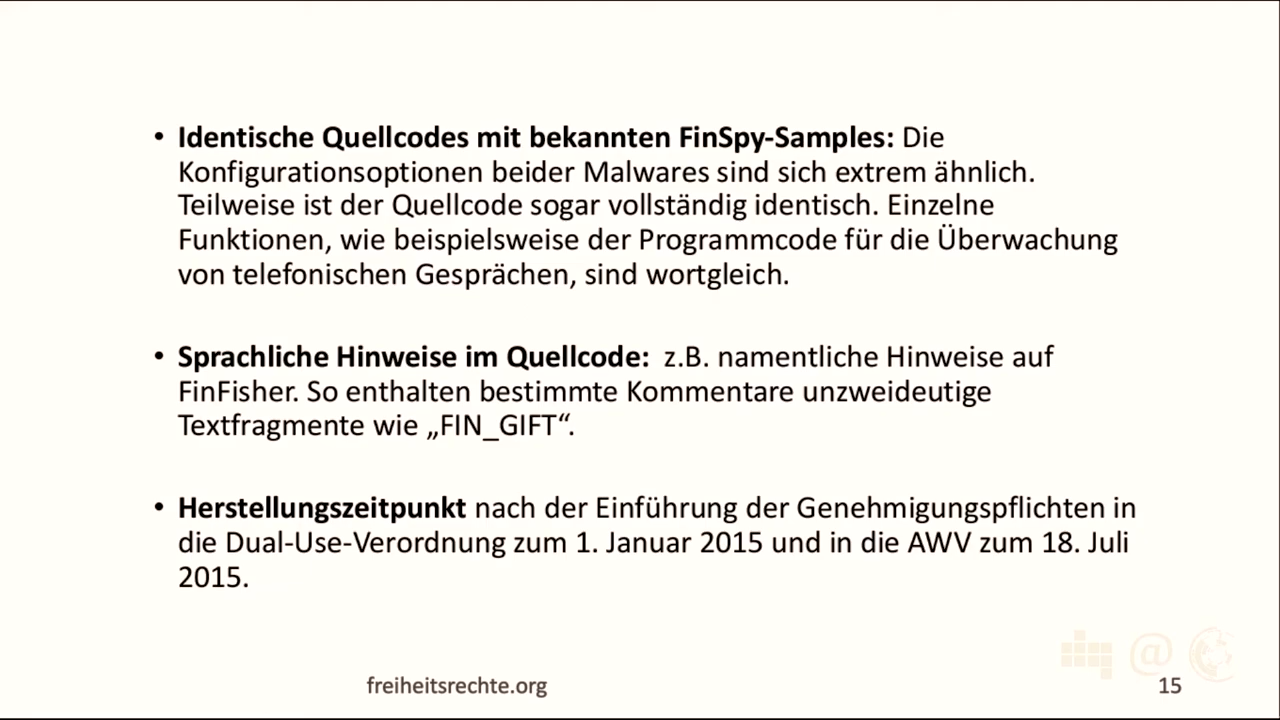 • Identische Quellcodes mit bekannten FinSpy-Samples: Die
Konfigurationsoptionen beider Malwares sind sich extrem ähnlich.
Teilweise ist der Quellcode sogar vollständig identisch. Einzelne
Funktionen, wie beispielsweise der Programmcode für die Überwachung
von telefonischen Gesprächen, sind wortgleich.
• Sprachliche Hinweise im Quellcode:  z.B. namentliche Hinweise auf
FinFisher. So enthalten bestimmte Kommentare unzweideutige
Textfragmente wie „FIN_GIFT“.
• Herstellungszeitpunkt nach der Einführung der Genehmigungspflichten in
die Dual-Use-Verordnung zum 1. Januar 2015 und in die AWV zum 18. Juli
2015.
freiheitsrechte.org
15